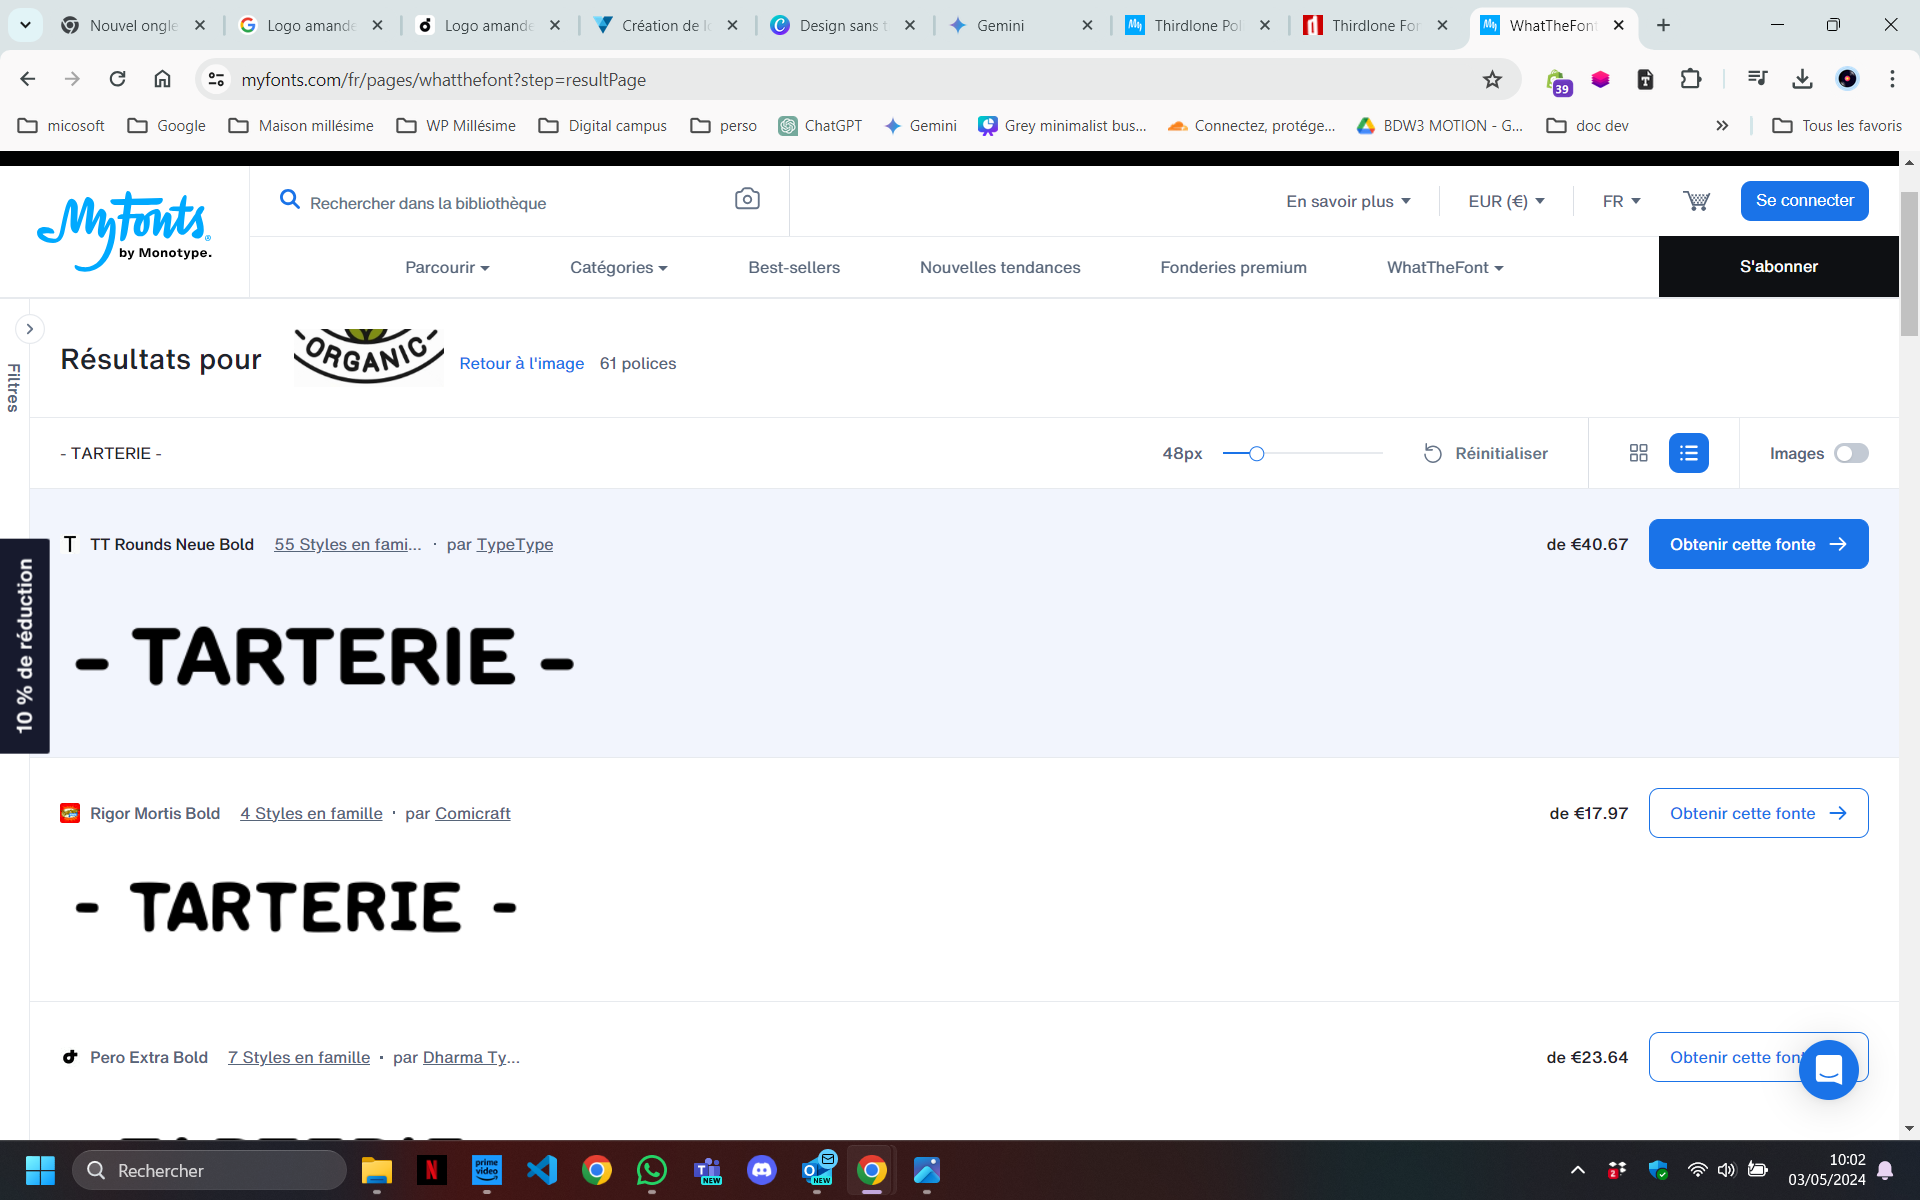 Nouvel ongle
Logo amande
Logo amande
Création de l
Design sans t
Gemini
Thirdlone Pol
Thirdlone For
WhatTheFont
myfonts.com/fr/pages/whatthefont?step=resultPage
39
micosoft
Google
Maison millésime
WP Millésime
Digital campus
perso
ChatGPT
Gemini
Grey minimalist bus...
Connectez, protége...
BDW3 MOTION - G...
doc dev
Tous les favoris
MyFonts
by Monotype.
Rechercher dans la bibliothèque
En savoir plus
EUR (€)
FR
Se connecter
Parcourir
Catégories
Best-sellers
Nouvelles tendances
Fonderies premium
WhatTheFont
S'abonner
Filtres
Résultats pour
-ORGANIC-
Retour à l'image
61 polices
- TARTERIE -
48px
Réinitialiser
Images
10 % de réduction
T
TT Rounds Neue Bold
55 Styles en fami...
· par TypeType
de €40.67
Obtenir cette fonte
- TARTERIE -
Rigor Mortis Bold
4 Styles en famille
· par Comicraft
de €17.97
Obtenir cette fonte
- TARTERIE -
Pero Extra Bold
7 Styles en famille
· par Dharma Ty...
de €23.64
Obtenir cette font
Rechercher
N
prime video
NEW
NEW
2
10:02
03/05/2024